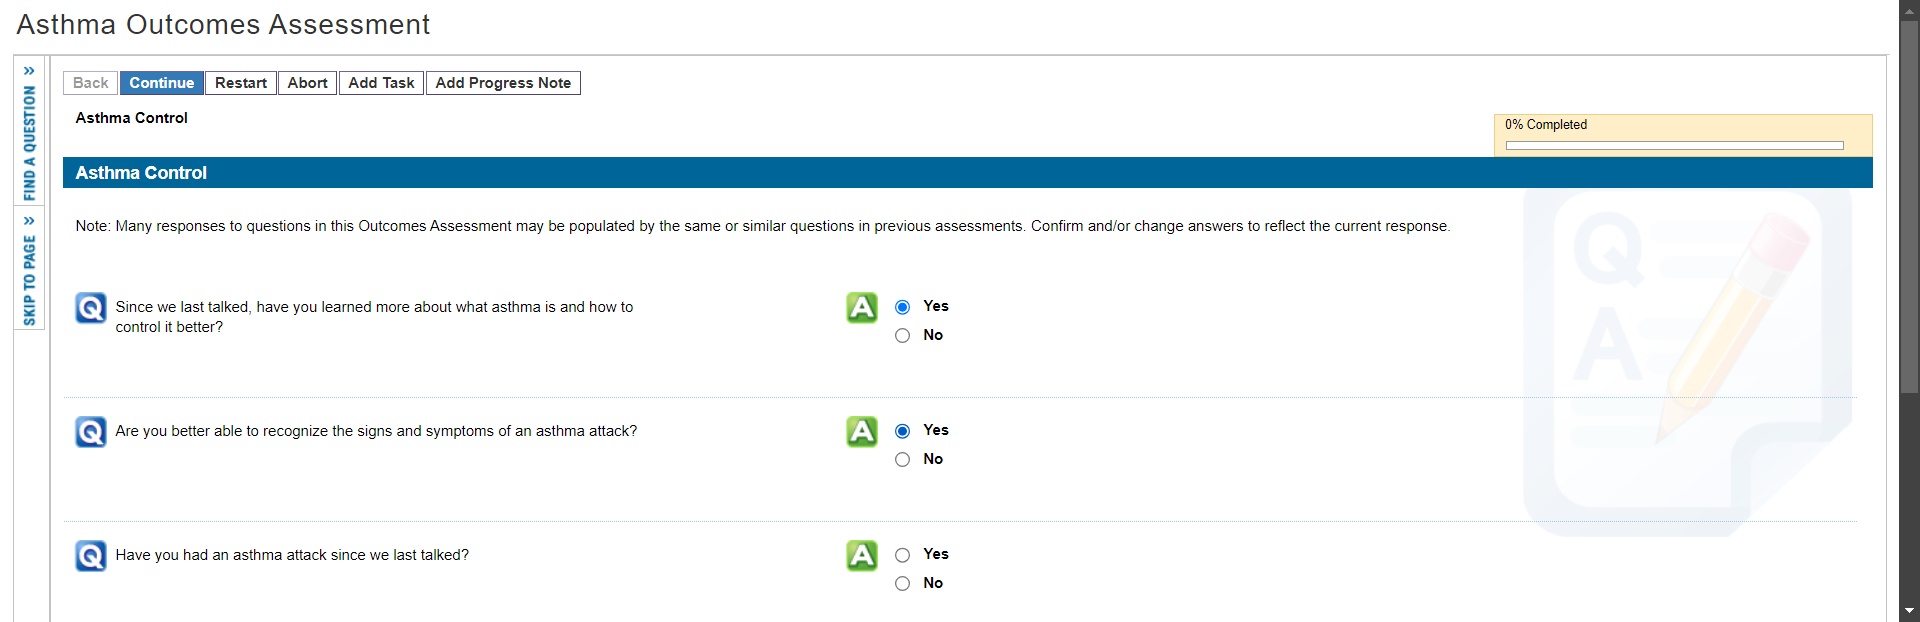 Asthma Outcomes Assessment
» FIND A QUESTION
» SKIP TO PAGE
Back Continue Restart Abort Add Task Add Progress Note
Asthma Control
0% Completed
Asthma Control
Note: Many responses to questions in this Outcomes Assessment may be populated by the same or similar questions in previous assessments. Confirm and/or change answers to reflect the current response.
Q Since we last talked, have you learned more about what asthma is and how to
control it better?
A Yes
No
Q Are you better able to recognize the signs and symptoms of an asthma attack?
A Yes
No
Q Have you had an asthma attack since we last talked?
A Yes
No
Q
A